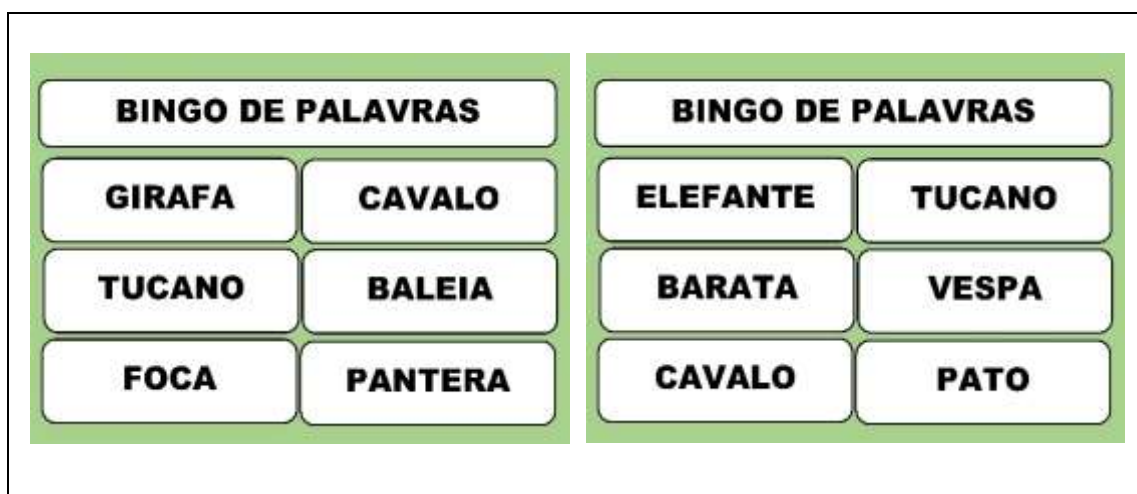 BINGO DE PALAVRAS
GIRAFA CAVALO
TUCANO BALEIA
FOCA PANTERA
BINGO DE PALAVRAS
ELEFANTE TUCANO
BARATA VESPA
CAVALO PATO